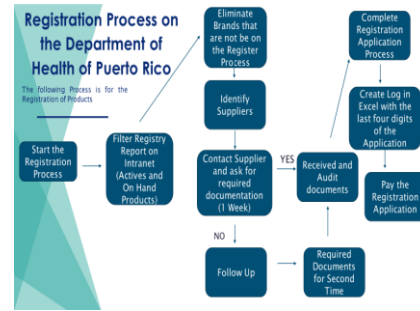 Registration Process on
the Department of
Health of Puerto Rico
The following Process is for the
Registration of Products
Start the
Registration
Process
Filter Registry
Report on
Intranet
(Actives and
On Hand
Products)
Eliminate
Brands that
are not be on
the Register
Process
Identify
Suppliers
Contact Supplier
and ask for
required
documentation
(1 Week)
YES
NO
Follow Up
Required
Documents
for Second
Time
Received and
Audit
documents
Complete
Registration
Application
Process
Create Log in
Excel with the
last four digits
of the
Application
Pay the
Registration
Application